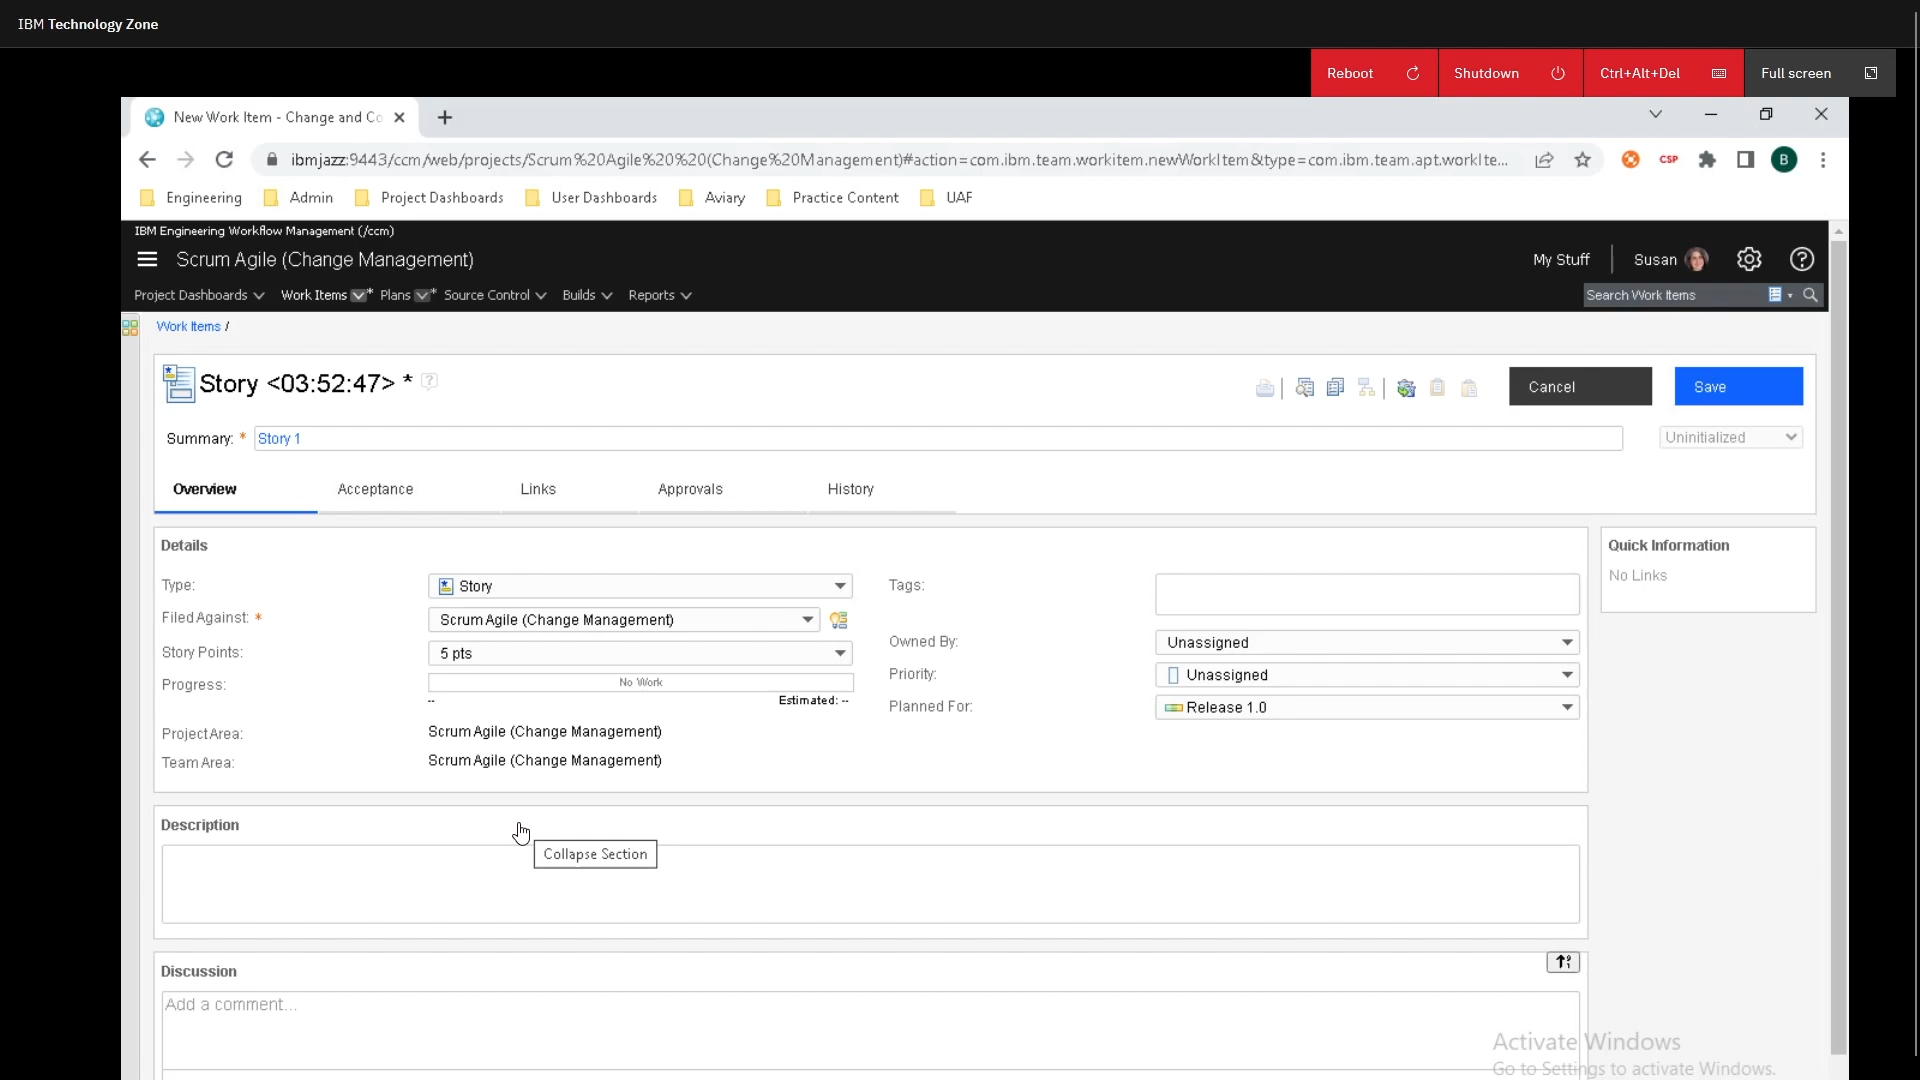 IBM Technology Zone
Reboot Shutdown Ctrl+Alt+Del Full screen
New Work Item - Change and Co
ibmjazz:9443/ccm/web/projects/Scrum%20Agile%20%20(Change%20Management)#action=com.ibm.team.workitem.newWorkItem&type=com.ibm.team.apt.workIte... CSP B
Engineering Admin Project Dashboards User Dashboards Aviary Practice Content UAF
IBM Engineering Workflow Management (/ccm)
Scrum Agile (Change Management) My Stuff Susan
Project Dashboards Work Items * Plans * Source Control Builds Reports Search Work Items
Work Items /
Story <03:52:47> * Cancel Save
Summary: * Story 1 Uninitialized
Overview Acceptance Links Approvals History
Details
Quick Information
No Links
Type: Story
Tags:
Filed Against: * Scrum Agile (Change Management)
Owned By: Unassigned
Story Points: 5 pts
Priority: Unassigned
Progress: No Work
-- Estimated: --
Planned For: Release 1.0
Project Area: Scrum Agile (Change Management)
Team Area: Scrum Agile (Change Management)
Description
Collapse Section
Discussion
Add a comment...
Activate Windows
Go to Settings to activate Windows.